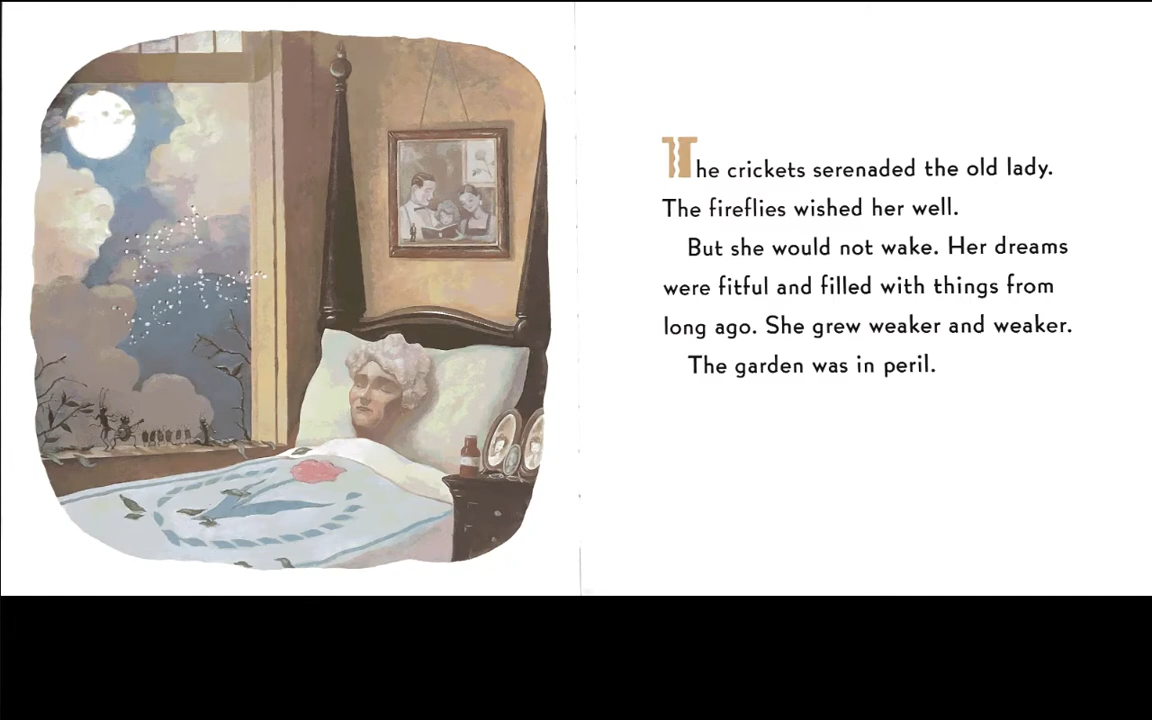 The crickets serenaded the old lady.
The fireflies wished her well.
But she would not wake. Her dreams
were fitful and filled with things from
long ago. She grew weaker and weaker.
The garden was in peril.